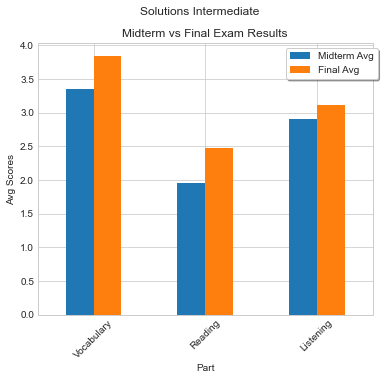 Solutions Intermediate
Midterm vs Final Exam Results
Midterm Avg
Final Avg
4.0
3.5
3.0
2.5
2.0
1.5
1.0
0.5
0.0
Avg Scores
Vocabulary
Reading
Listening
Part